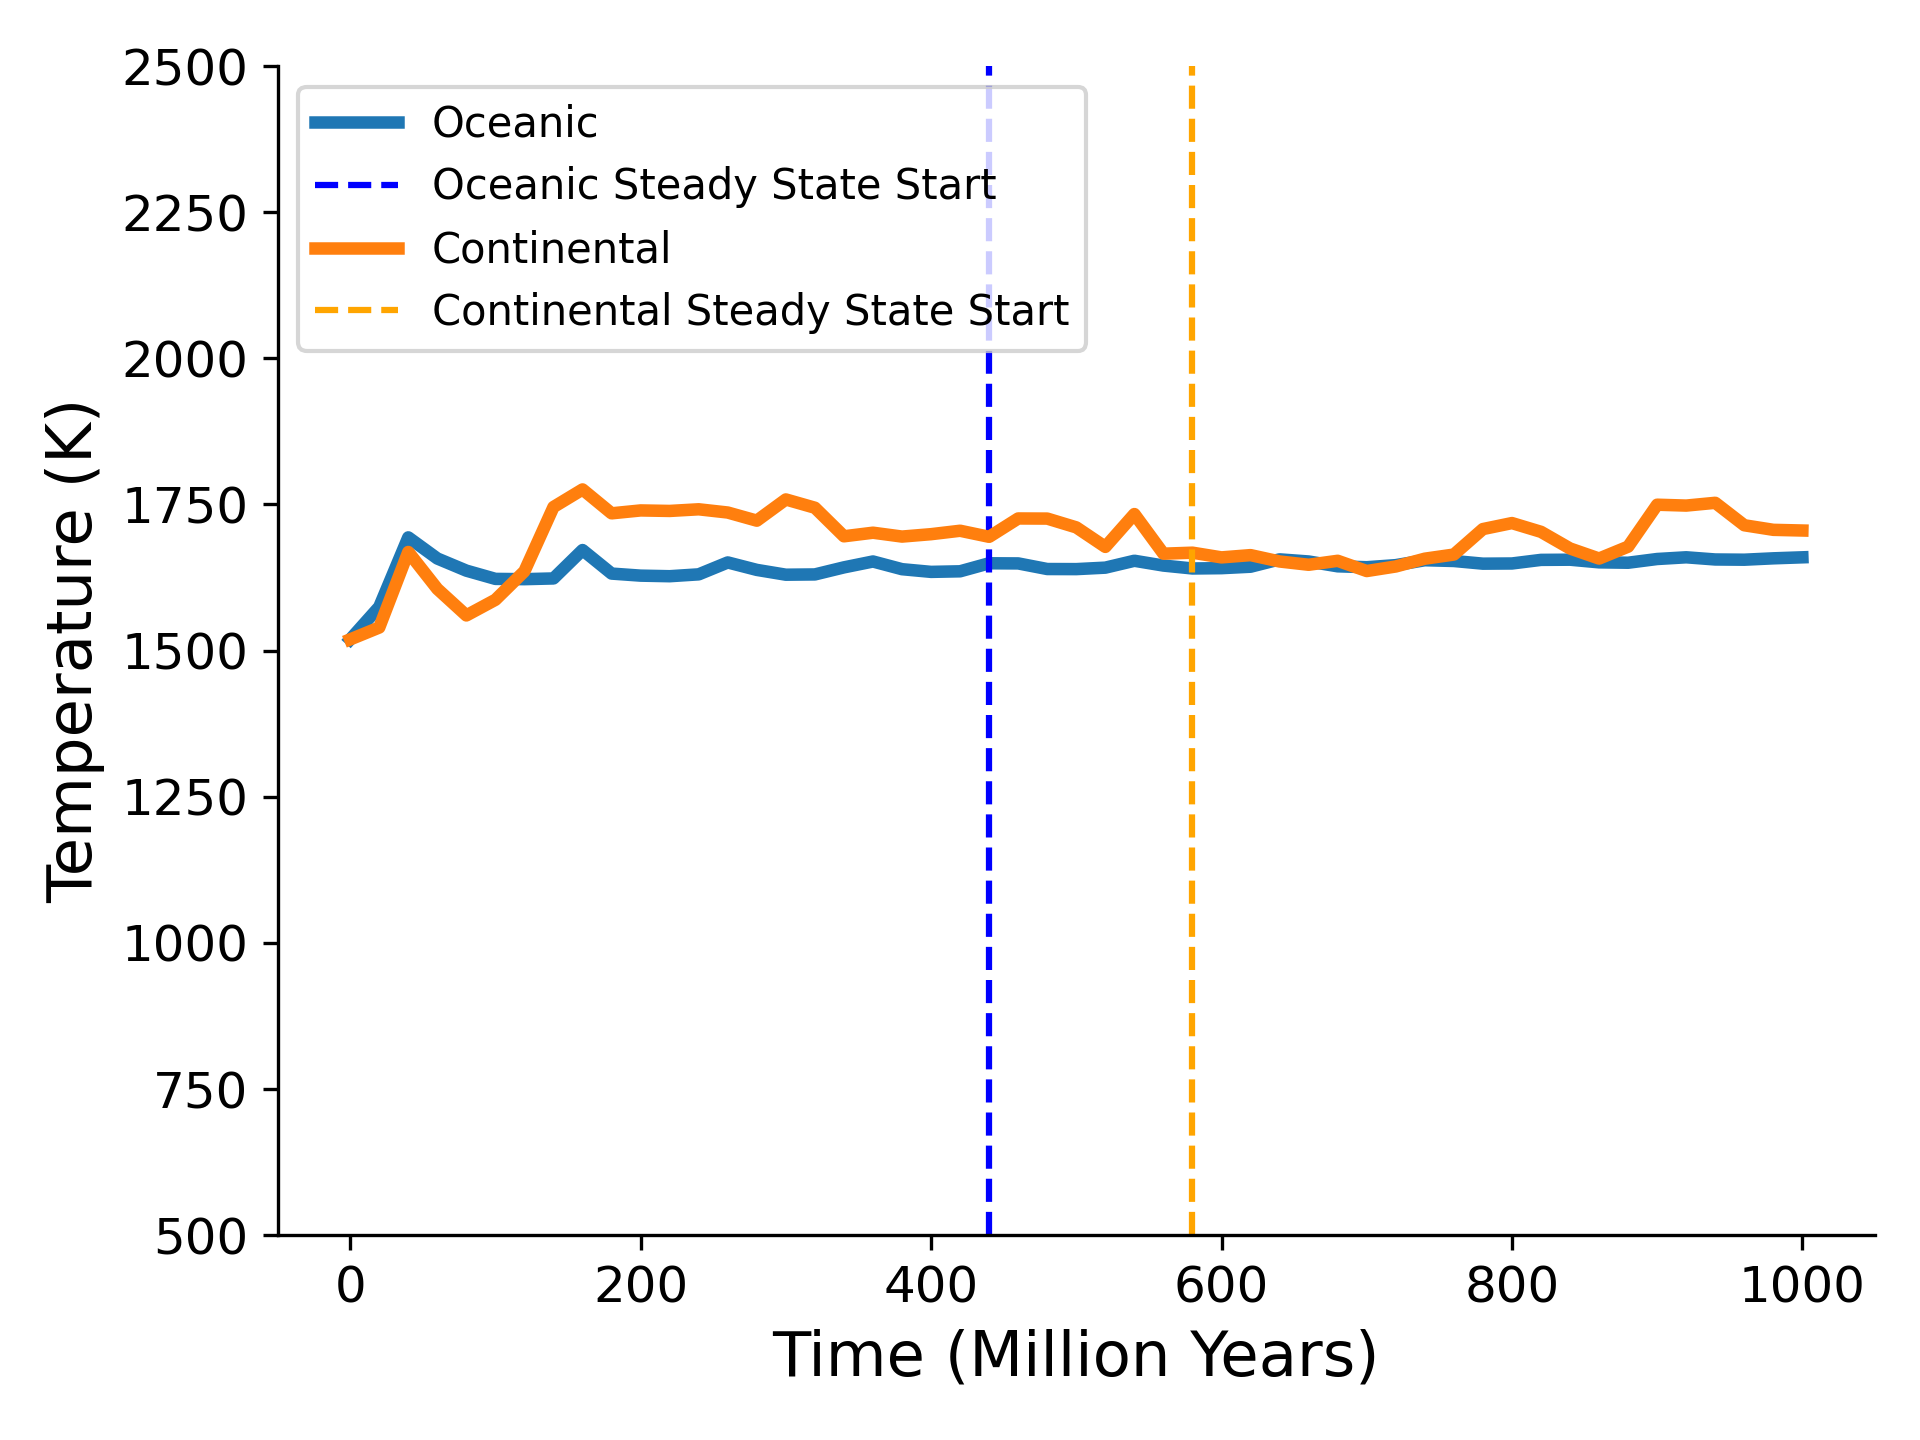 2500
2250
2000
1750
1500
1250
1000
750
500
Temperature (K)
Oceanic
Oceanic Steady State Start
Continental
Continental Steady State Start
0 200 400 600 800 1000
Time (Million Years)